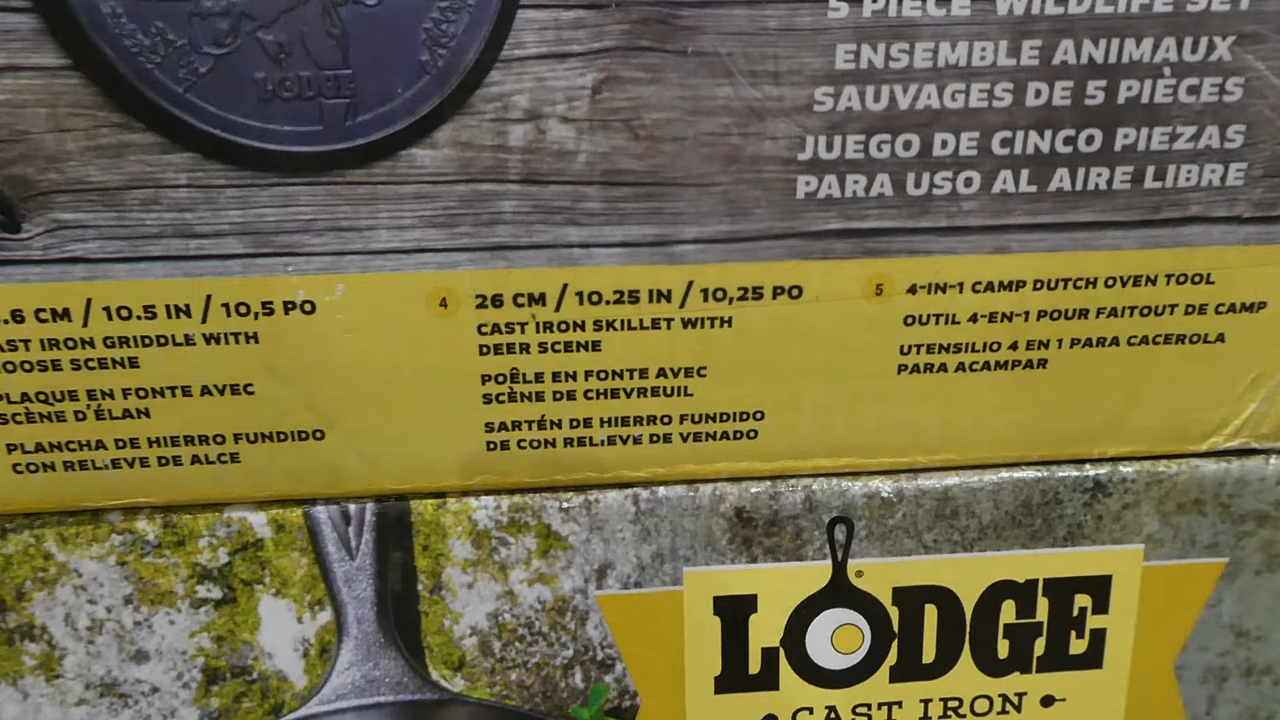 LODGE
5 PIECE WILDLIFE SET
ENSEMBLE ANIMAUX
SAUVAGES DE 5 PIÈCES
JUEGO DE CINCO PIEZAS
PARA USO AL AIRE LIBRE
.6 CM / 10.5 IN / 10,5 PO
AST IRON GRIDDLE WITH
OOSE SCENE
PLAQUE EN FONTE AVEC
SCÈNE D'ÉLAN
PLANCHA DE HIERRO FUNDIDO
CON RELIEVE DE ALCE
4 26 CM / 10.25 IN / 10,25 PO
CAST IRON SKILLET WITH
DEER SCENE
POÊLE EN FONTE AVEC
SCÈNE DE CHEVREUIL
SARTÉN DE HIERRO FUNDIDO
DE CON RELIEVE DE VENADO
5 4-IN-1 CAMP DUTCH OVEN TOOL
OUTIL 4-EN-1 POUR FAITOUT DE CAMP
UTENSILIO 4 EN 1 PARA CACEROLA
PARA ACAMPAR
LODGE ®
CAST IRON